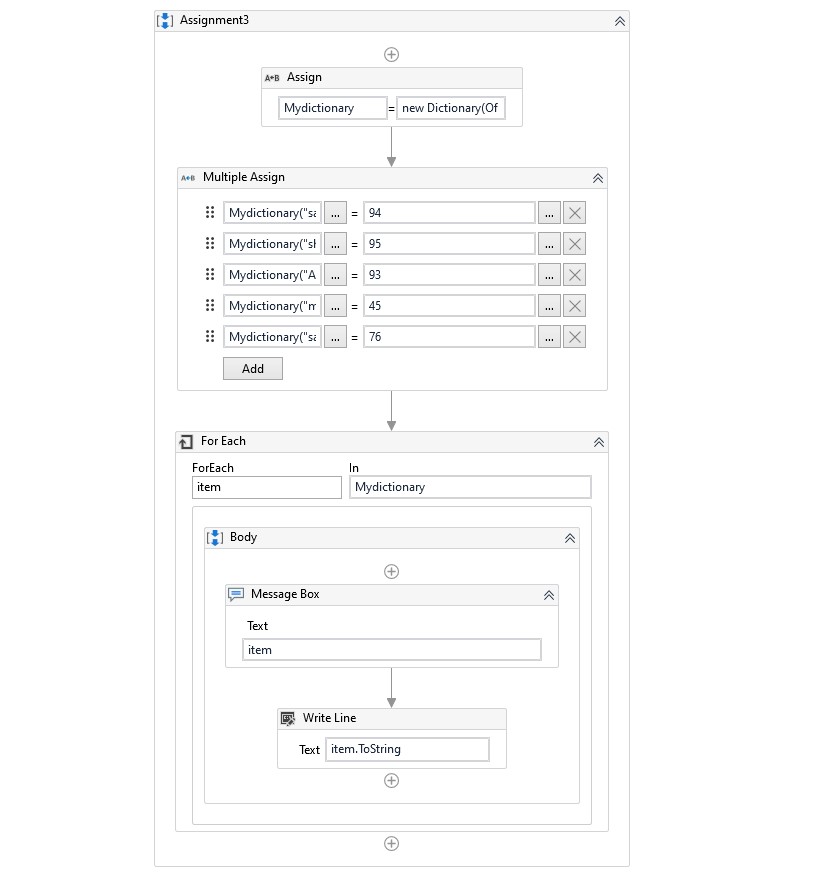 Assignment3
A+B Assign
Mydictionary = new Dictionary(Of
A+B Multiple Assign
Mydictionary("sa ... = 94 ...
Mydictionary("sh ... = 95 ...
Mydictionary("A ... = 93 ...
Mydictionary("m ... = 45 ...
Mydictionary("sa ... = 76 ...
Add
For Each
ForEach In
item Mydictionary
Body
Message Box
Text
item
Write Line
Text item.ToString